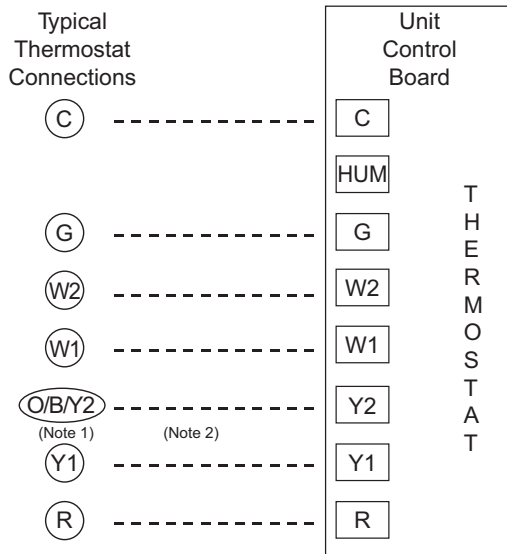 Typical
Thermostat
Connections
Unit
Control
Board
C
C
HUM
G
G
W2
W2
W1
W1
O/B/Y2
Y2
(Note 1)
(Note 2)
Y1
Y1
R
R
THERMOSTAT